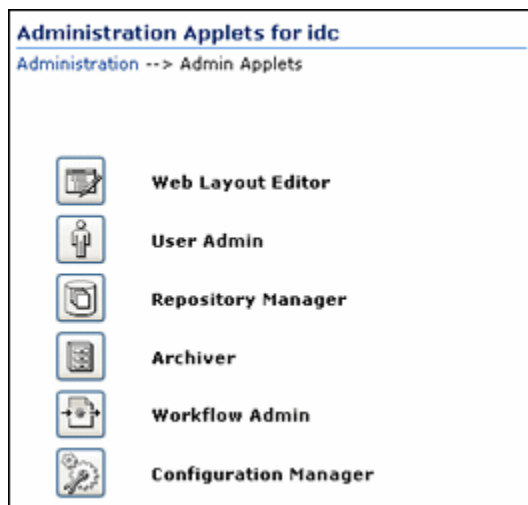 Administration Applets for idc
Administration --> Admin Applets
Web Layout Editor
User Admin
Repository Manager
Archiver
Workflow Admin
Configuration Manager